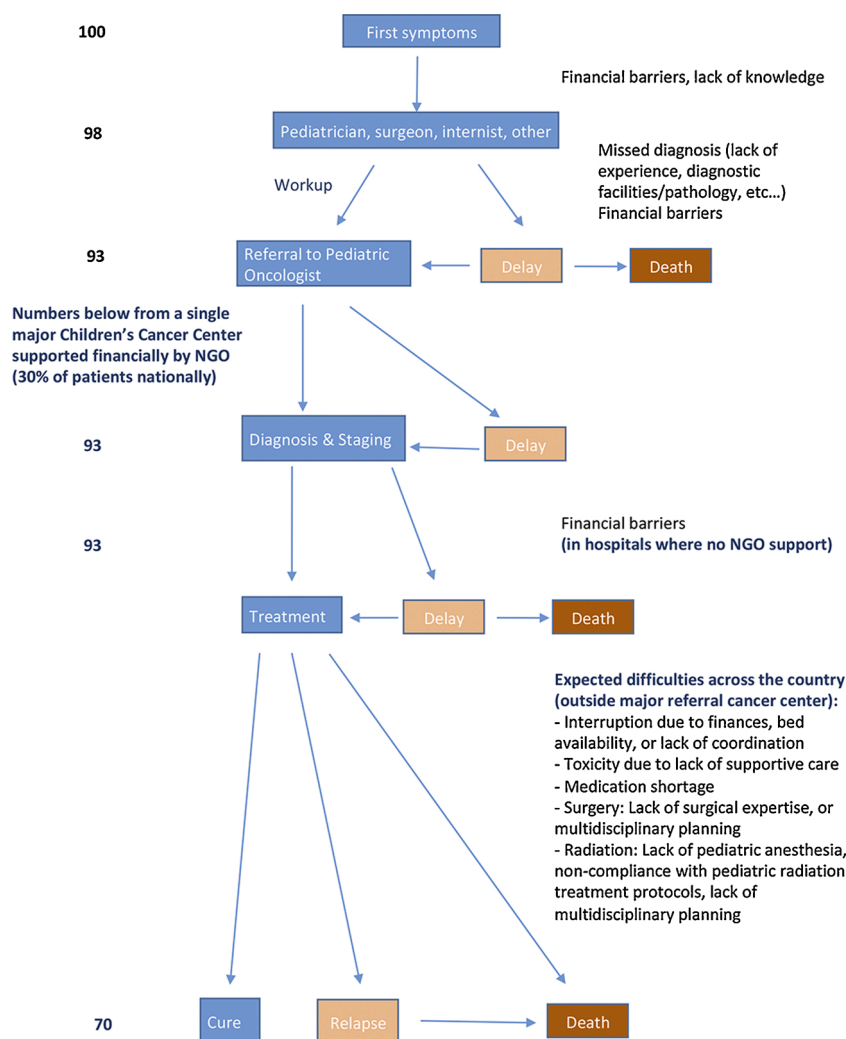 100
First symptoms
Financial barriers, lack of knowledge
98
Pediatrician, surgeon, internist, other
Missed diagnosis (lack of
experience, diagnostic
facilities/pathology, etc…)
Financial barriers
Workup
93
Referral to Pediatric
Oncologist
Delay
Death
Numbers below from a single
major Children’s Cancer Center
supported financially by NGO
(30% of patients nationally)
93
Diagnosis & Staging
Delay
93
Financial barriers
(in hospitals where no NGO support)
Treatment
Delay
Death
Expected difficulties across the country
(outside major referral cancer center):
- Interruption due to finances, bed
availability, or lack of coordination
- Toxicity due to lack of supportive care
- Medication shortage
- Surgery: Lack of surgical expertise, or
multidisciplinary planning
- Radiation: Lack of pediatric anesthesia,
non-compliance with pediatric radiation
treatment protocols, lack of
multidisciplinary planning
70
Cure
Relapse
Death